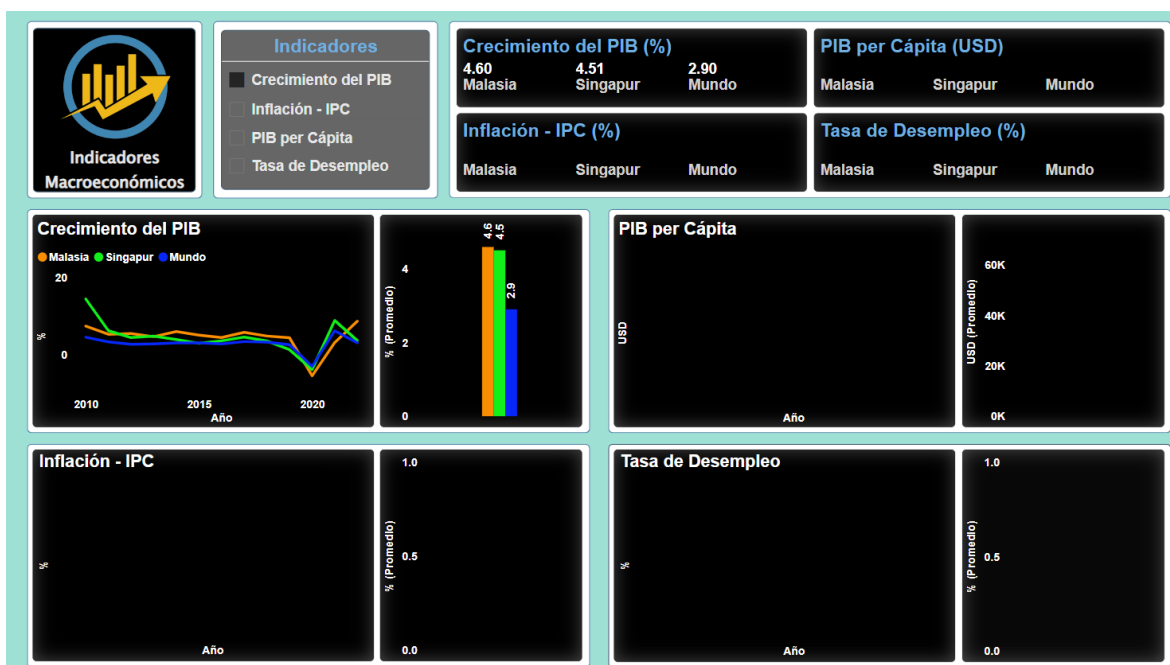 Indicadores
Macroeconómicos
Indicadores
Crecimiento del PIB
Inflación - IPC
PIB per Cápita
Tasa de Desempleo
Crecimiento del PIB (%)
4.60 4.51 2.90
Malasia Singapur Mundo
PIB per Cápita (USD)
Malasia Singapur Mundo
Inflación - IPC (%)
Malasia Singapur Mundo
Tasa de Desempleo (%)
Malasia Singapur Mundo
Crecimiento del PIB
Malasia Singapur Mundo
20
%
0
2010 2015 2020
Año
4.6 4.5
2.9
4
% (Promedio)
2
0
PIB per Cápita
USD
Año
60K
USD (Promedio)
40K
20K
0K
Inflación - IPC
%
Año
1.0
% (Promedio)
0.5
0.0
Tasa de Desempleo
%
Año
1.0
% (Promedio)
0.5
0.0